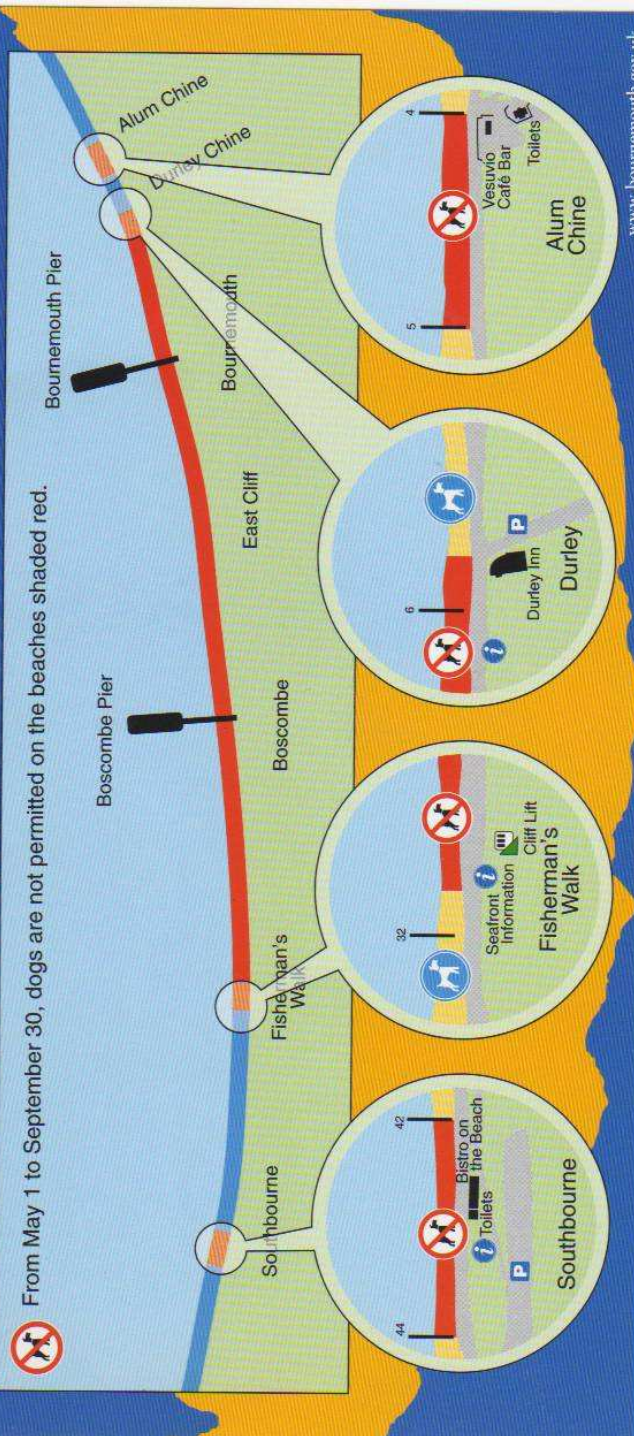 From May 1 to September 30, dogs are not permitted on the beaches shaded red.
Boscombe Pier
Bournemouth Pier
Alum Chine
Durley Chine
Southbourne
Fisherman's
Walk
Boscombe
East Cliff
Bournemouth
44
42
Bistro on
the Beach
i
Toilets
P
Southbourne
32
i
Seafront
Information
Cliff Lift
Fisherman's
Walk
6
i
P
Durley Inn
Durley
5
4
Vesuvio
Café Bar
Toilets
Alum
Chine